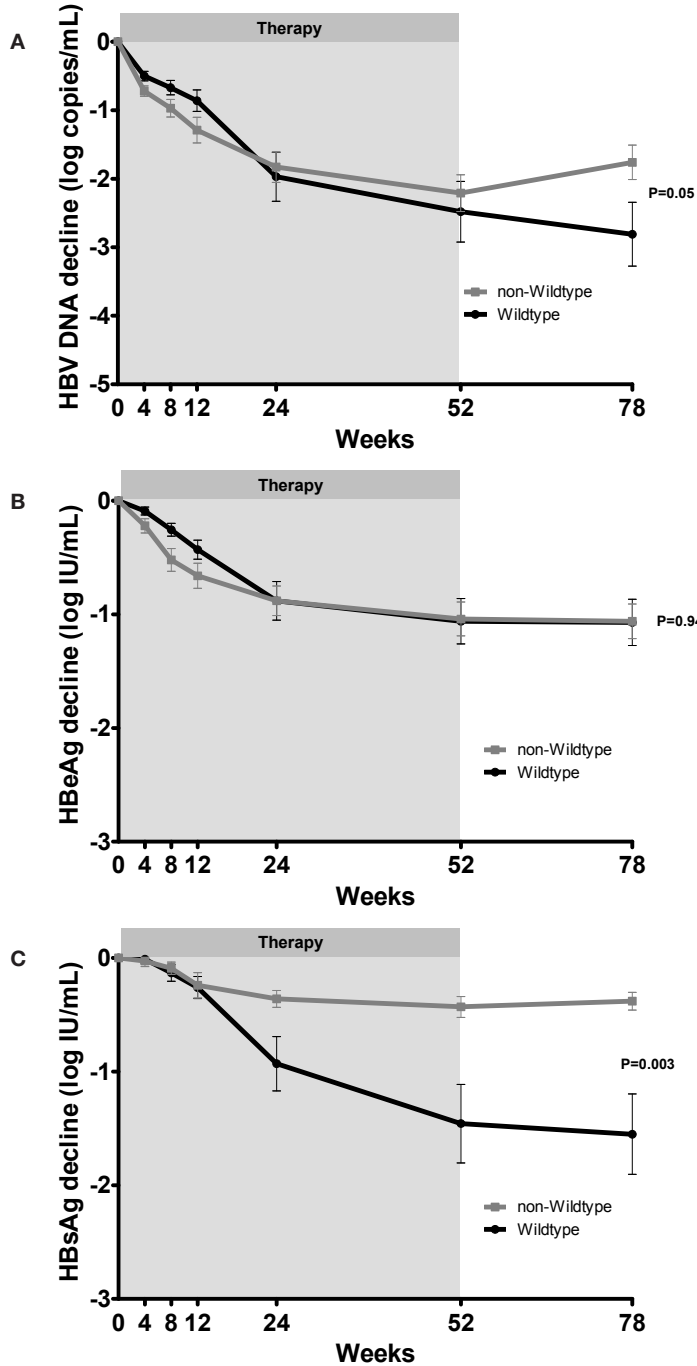 A
Therapy
HBV DNA decline (log copies/mL)
0
-1
-2
-3
-4
-5
P=0.05
non-Wildtype
Wildtype
0 4 8 12 24 52 78
Weeks
B
Therapy
HBeAg decline (log IU/mL)
0
-1
-2
-3
P=0.94
non-Wildtype
Wildtype
0 4 8 12 24 52 78
Weeks
C
Therapy
HBsAg decline (log IU/mL)
0
-1
-2
-3
P=0.003
non-Wildtype
Wildtype
0 4 8 12 24 52 78
Weeks